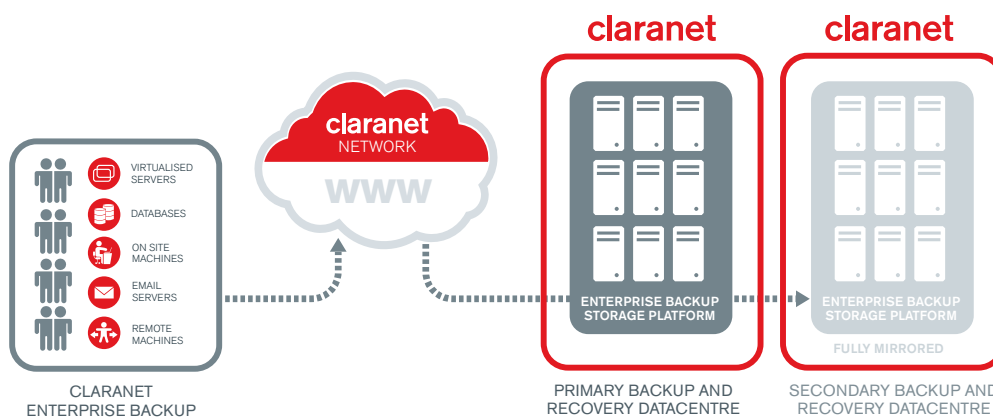 VIRTUALISED
SERVERS
DATABASES
ON SITE
MACHINES
EMAIL
SERVERS
REMOTE
MACHINES
CLARANET
ENTERPRISE BACKUP
claranet
NETWORK
www
claranet
ENTERPRISE BACKUP
STORAGE PLATFORM
PRIMARY BACKUP AND
RECOVERY DATACENTRE
claranet
ENTERPRISE BACKUP
STORAGE PLATFORM
FULLY MIRRORED
SECONDARY BACKUP AND
RECOVERY DATACENTRE